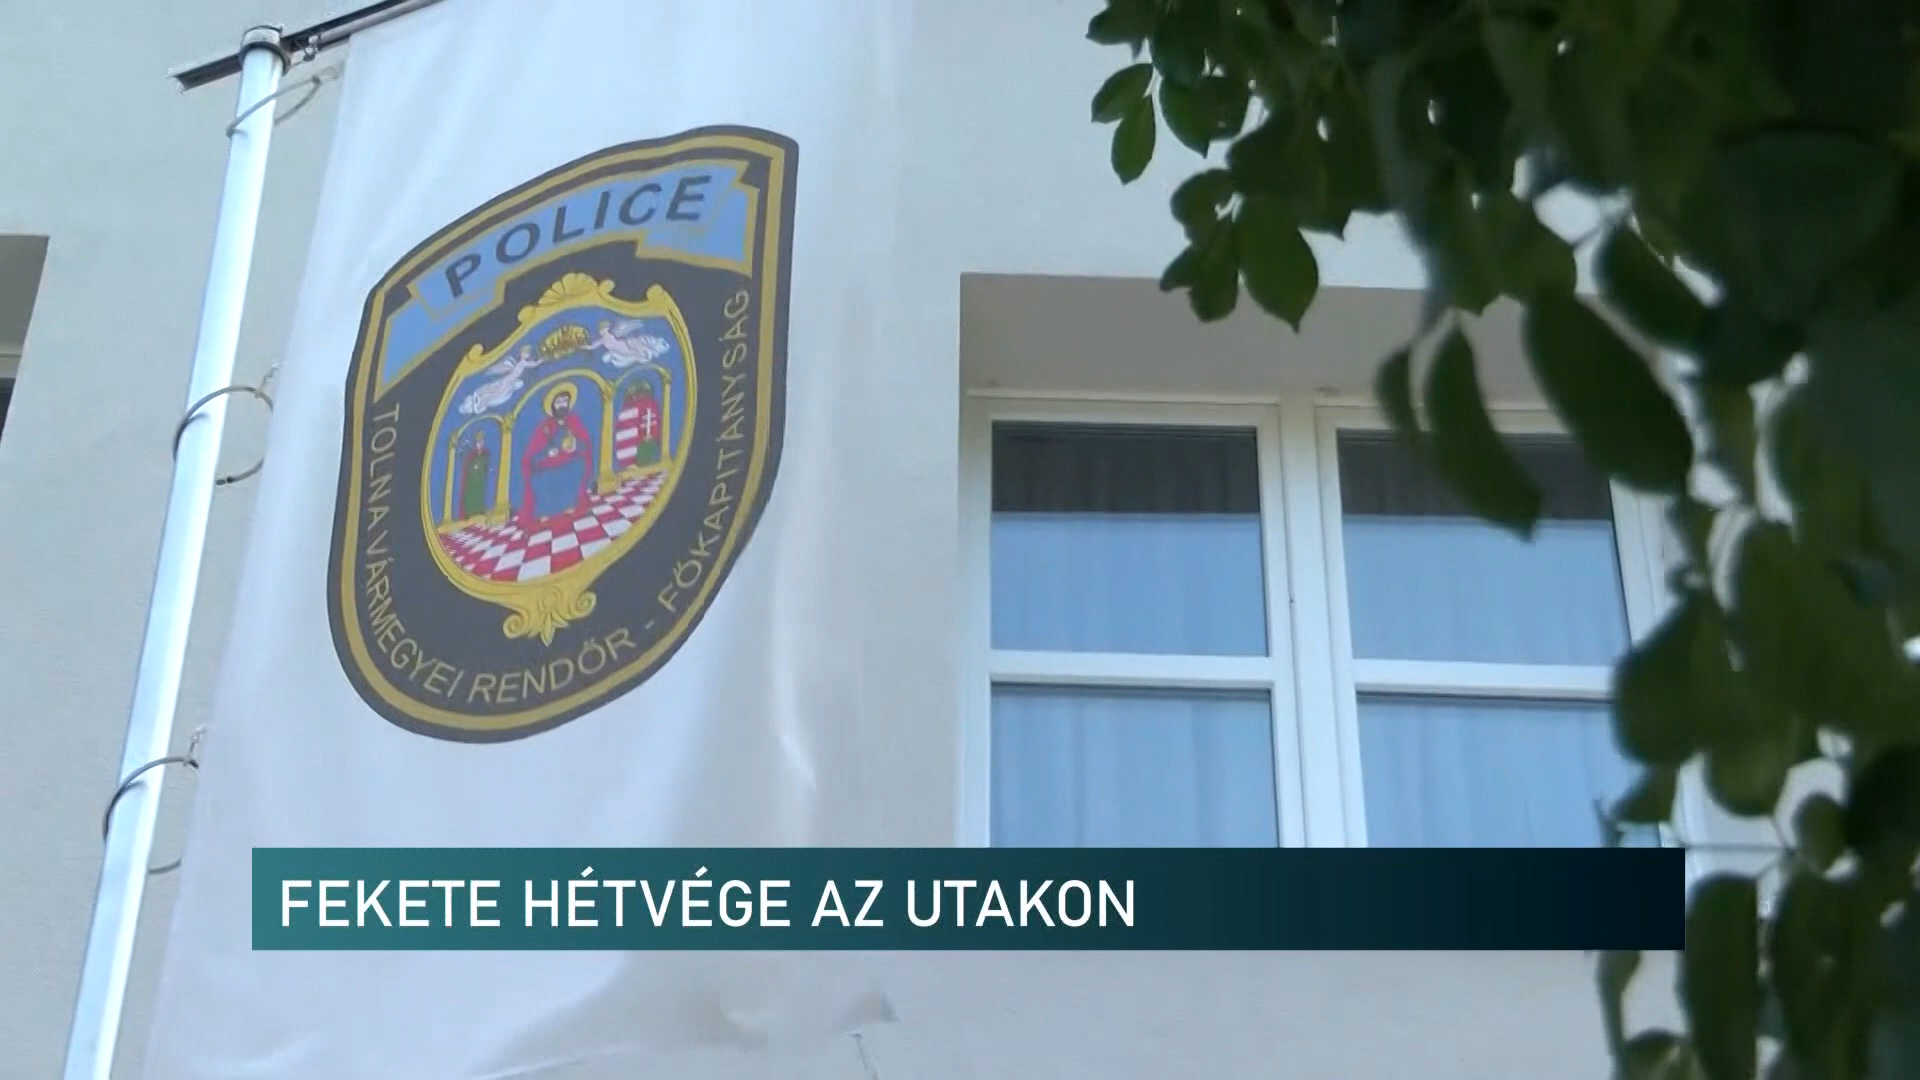 POLICE
TOLNA VÁRMEGYEI RENDŐR - FŐKAPITÁNYSÁG
FEKETE HÉTVÉGE AZ UTAKON